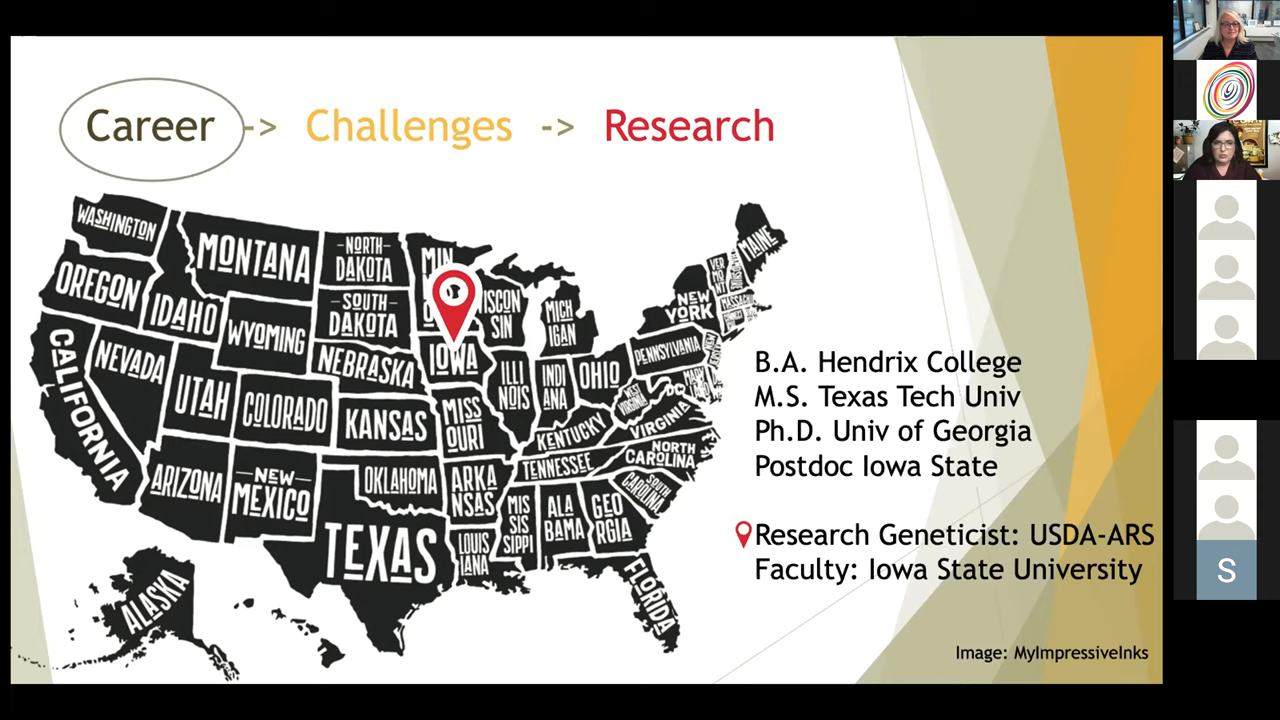 Career -> Challenges -> Research
WASHINGTON
OREGON
CALIFORNIA
NEVADA
IDAHO
MONTANA
WYOMING
UTAH
COLORADO
ARIZONA
-NEW-
MEXICO
-NORTH-
DAKOTA
-SOUTH-
DAKOTA
NEBRASKA
KANSAS
OKLAHOMA
TEXAS
MIN
IOWA
MISS
OURI
ARKA
NSAS
LOUIS
IANA
ISCON
SIN
ILLI
NOIS
MICH
IGAN
INDI
ANA
OHIO
KENTUCKY
TENNESSEE
MIS
SIS
SIPPI
ALA
BAMA
GEO
RGIA
FLORIDA
SOUTH
CAROLINA
NORTH
CAROLINA
VIRGINIA
WEST
VIRGINIA
PENNSYLVANIA
NEW
YORK
VER
MO
NT
MAINE
ALASKA
B.A. Hendrix College
M.S. Texas Tech Univ
Ph.D. Univ of Georgia
Postdoc Iowa State
Research Geneticist: USDA-ARS
Faculty: Iowa State University
Image: MyImpressiveInks
S